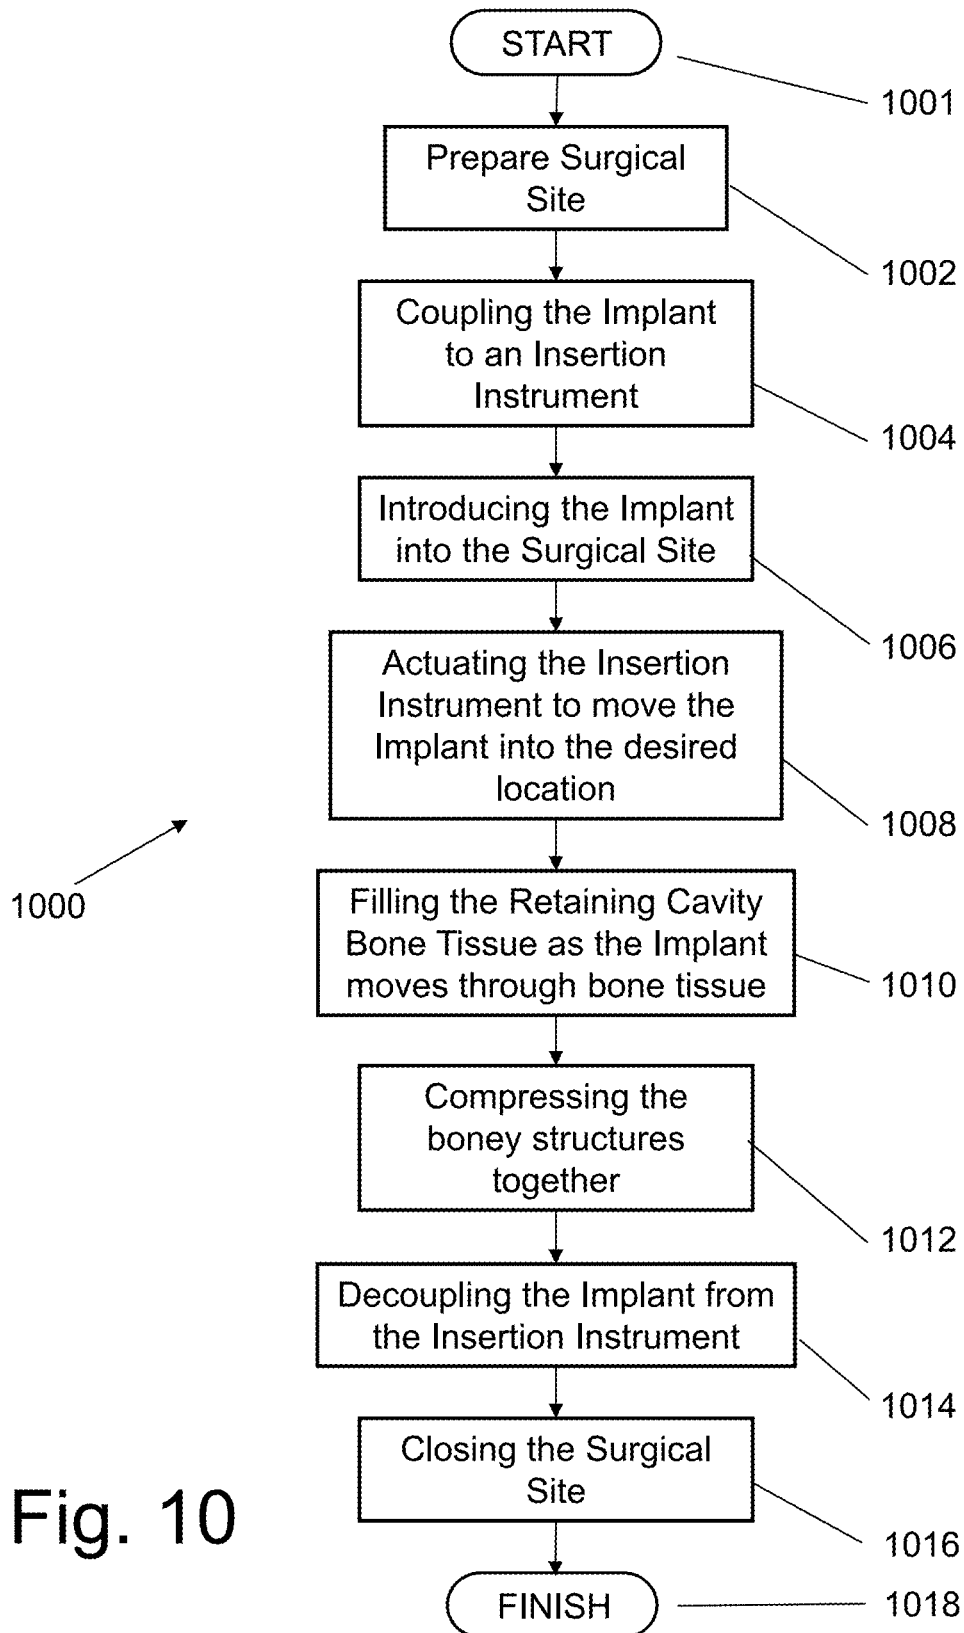 START
1001
Prepare Surgical
Site
1002
Coupling the Implant
to an Insertion
Instrument
1004
Introducing the Implant
into the Surgical Site
1006
Actuating the Insertion
Instrument to move the
Implant into the desired
location
1008
1000
Filling the Retaining Cavity
Bone Tissue as the Implant
moves through bone tissue
1010
Compressing the
boney structures
together
1012
Decoupling the Implant from
the Insertion Instrument
1014
Closing the Surgical
Site
1016
Fig. 10
FINISH
1018